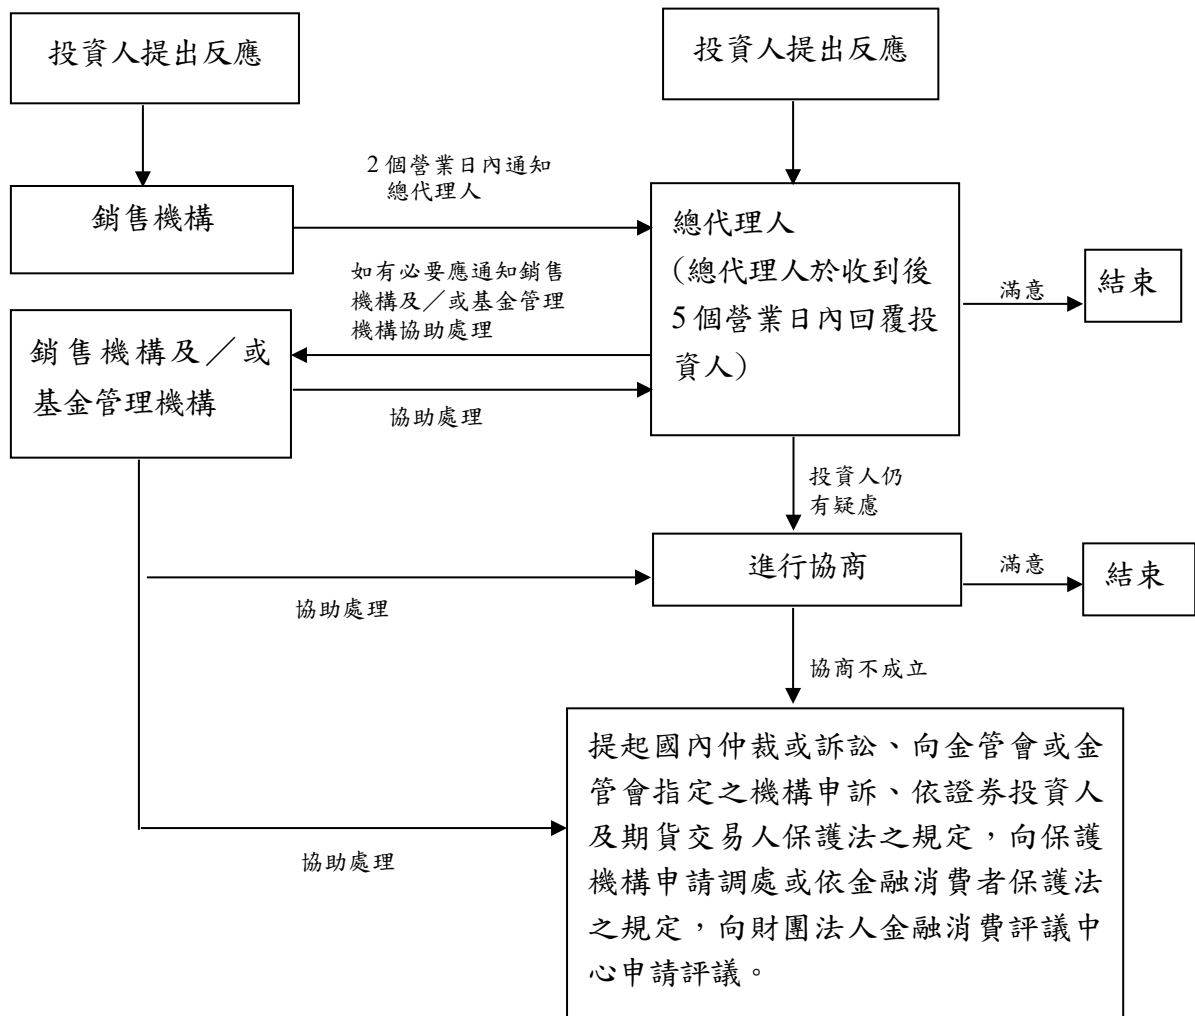 投資人提出反應
投資人提出反應
2個營業日內通知
總代理人
銷售機構
總代理人
(總代理人於收到後
5個營業日內回覆投
資人)
滿意
結束
如有必要應通知銷售
機構及／或基金管理
機構協助處理
銷售機構及／或
基金管理機構
協助處理
投資人仍
有疑慮
進行協商
滿意
結束
協助處理
協商不成立
提起國內仲裁或訴訟、向金管會或金
管會指定之機構申訴、依證券投資人
及期貨交易人保護法之規定，向保護
機構申請調處或依金融消費者保護法
之規定，向財團法人金融消費評議中
心申請評議。
協助處理